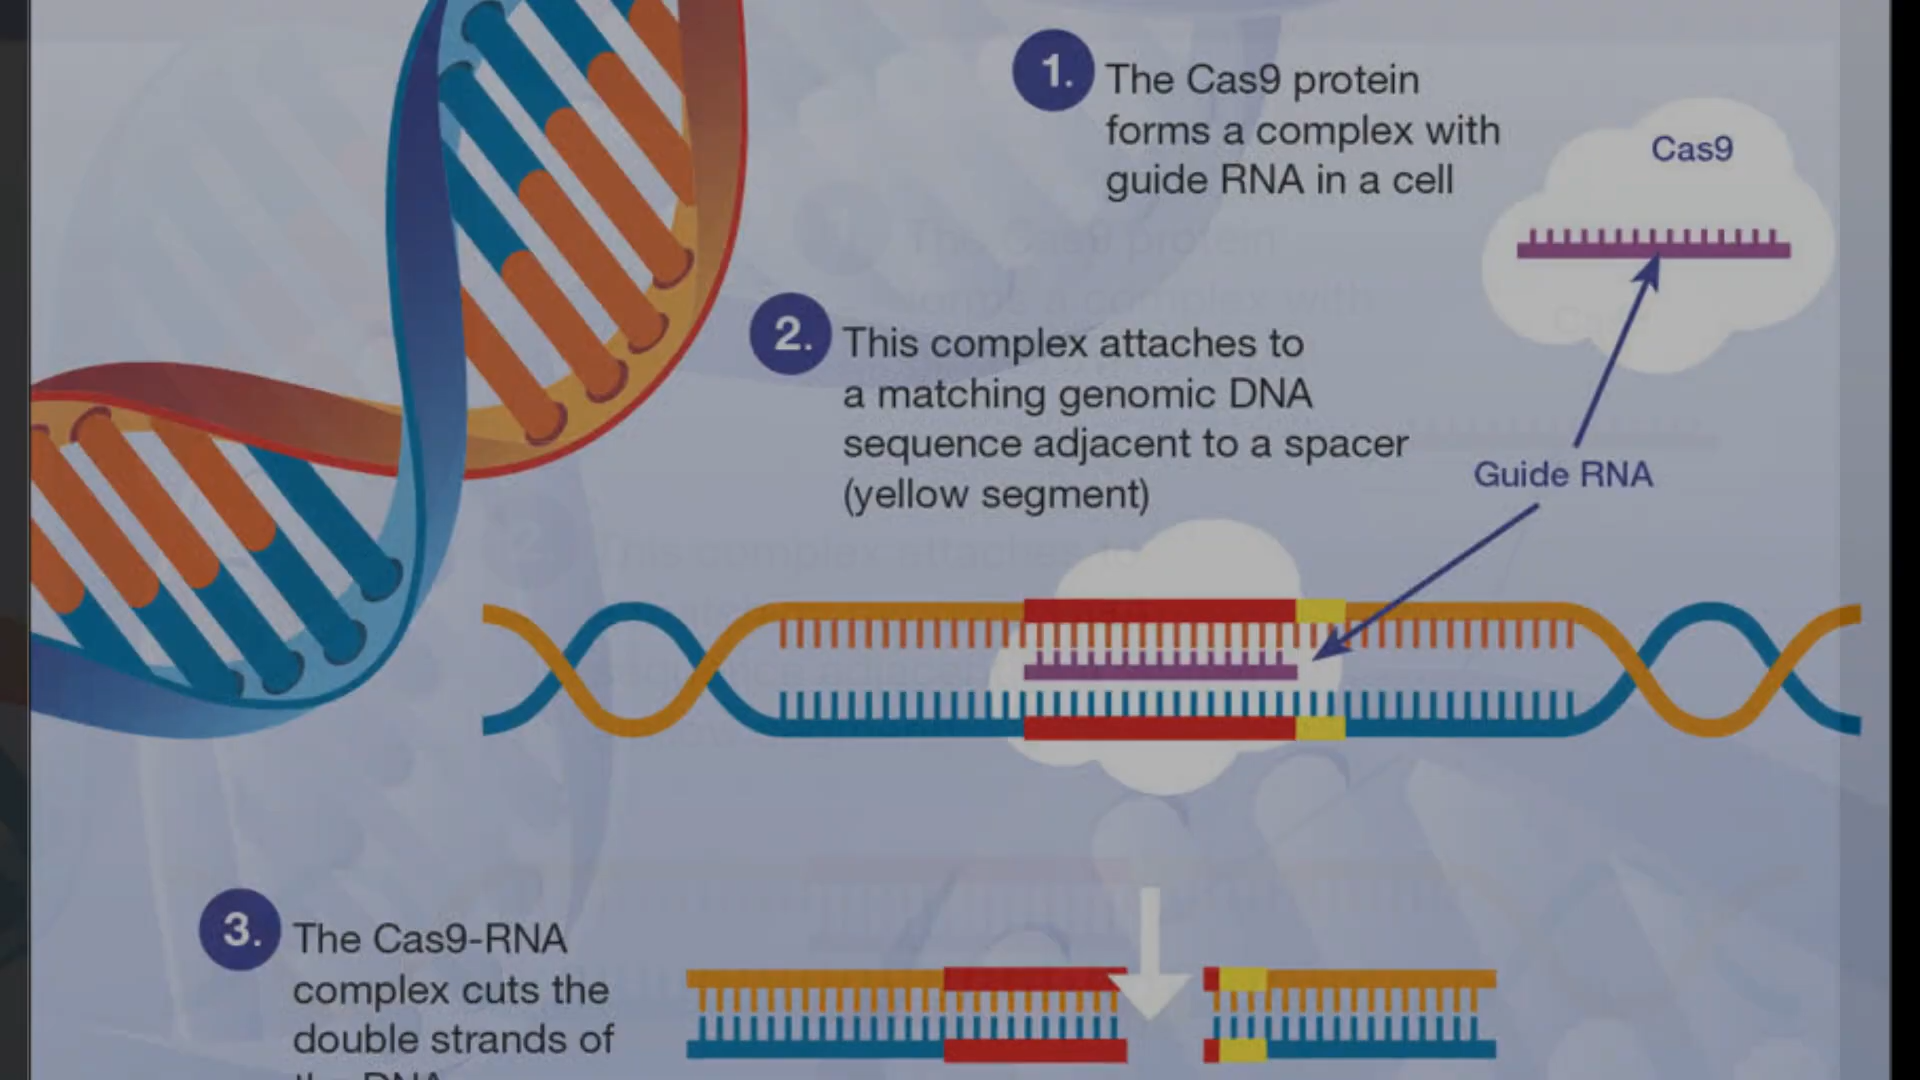 1. The Cas9 protein
forms a complex with
guide RNA in a cell
Cas9
2. This complex attaches to
a matching genomic DNA
sequence adjacent to a spacer
(yellow segment)
Guide RNA
3. The Cas9-RNA
complex cuts the
double strands of
the DNA